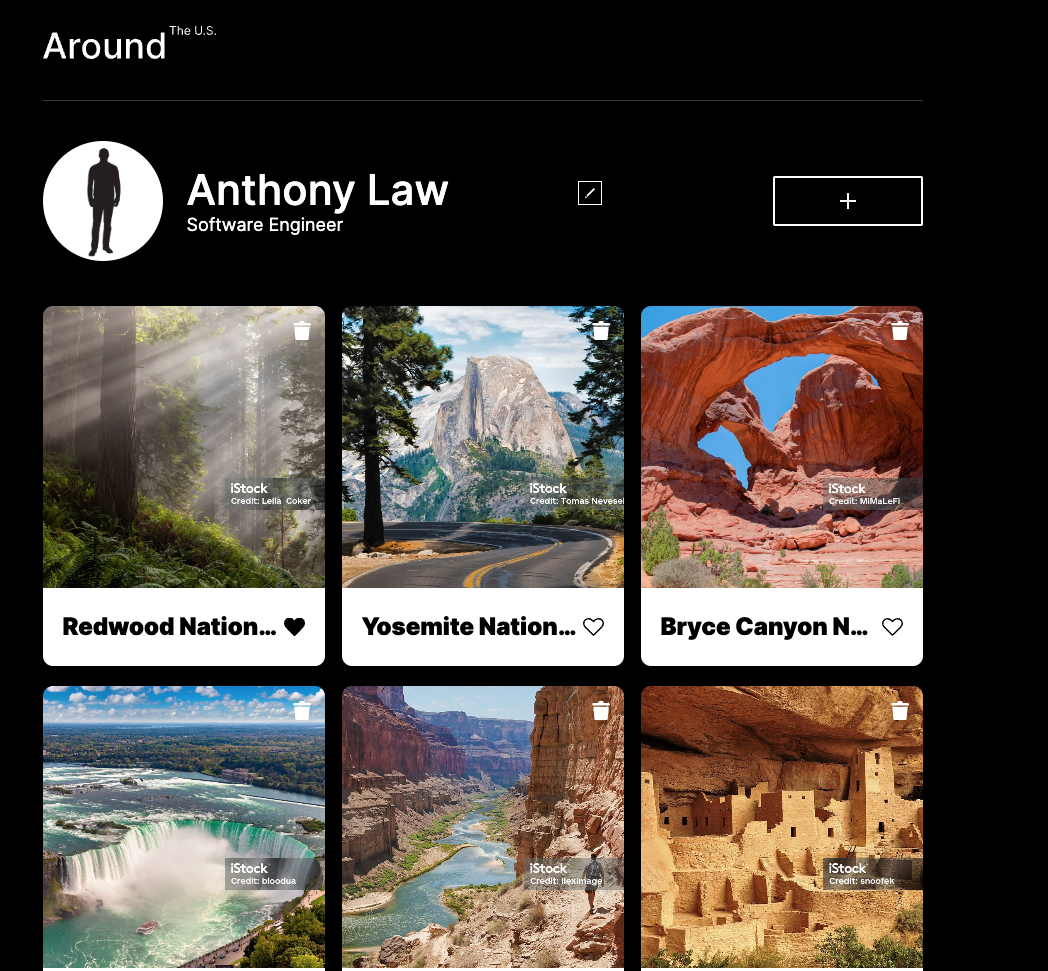 Around The U.S.
Anthony Law
Software Engineer
iStock
Credit: Leila Coker
iStock
Credit: Tomas Nevesel
iStock
Credit: MiMaLeFi
Redwood Nation...
Yosemite Nation...
Bryce Canyon N...
iStock
Credit: bloodua
iStock
Credit: ilexImage
iStock
Credit: snoofek